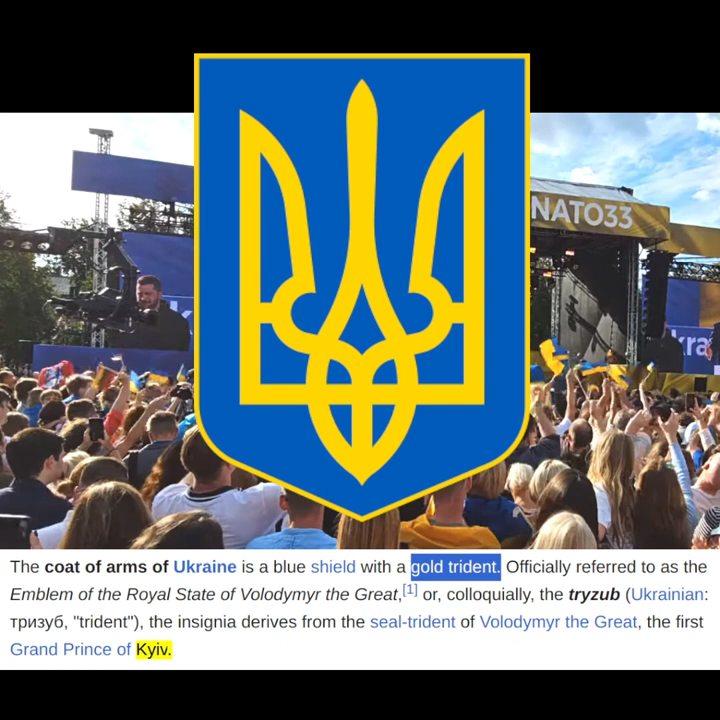 NATO33
kra
The coat of arms of Ukraine is a blue shield with a gold trident. Officially referred to as the
Emblem of the Royal State of Volodymyr the Great,[1] or, colloquially, the tryzub (Ukrainian:
тризуб, "trident"), the insignia derives from the seal-trident of Volodymyr the Great, the first
Grand Prince of Kyiv.